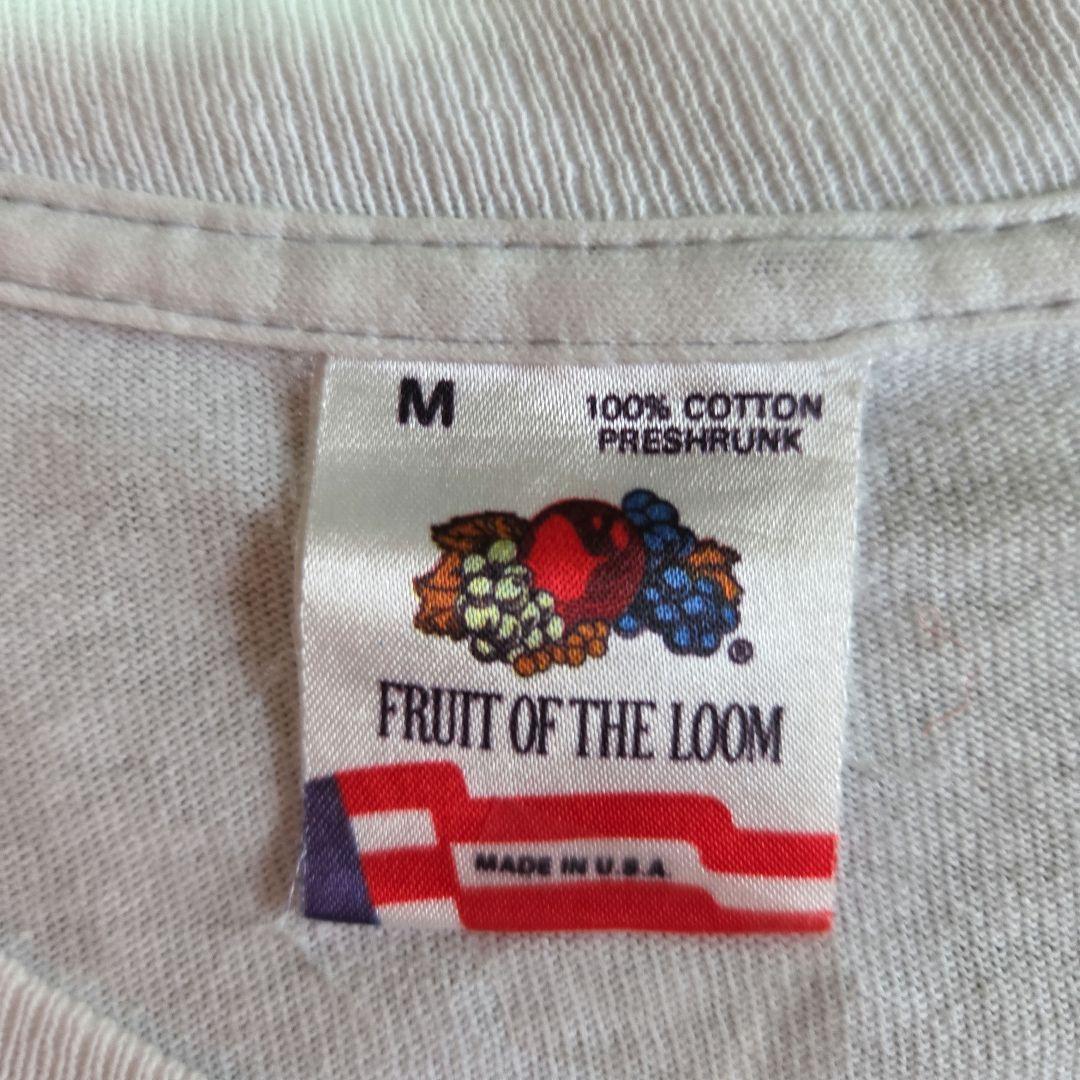 M
100% COTTON
PRESHRUNK
®
FRUIT OF THE LOOM
MADE IN U.S.A